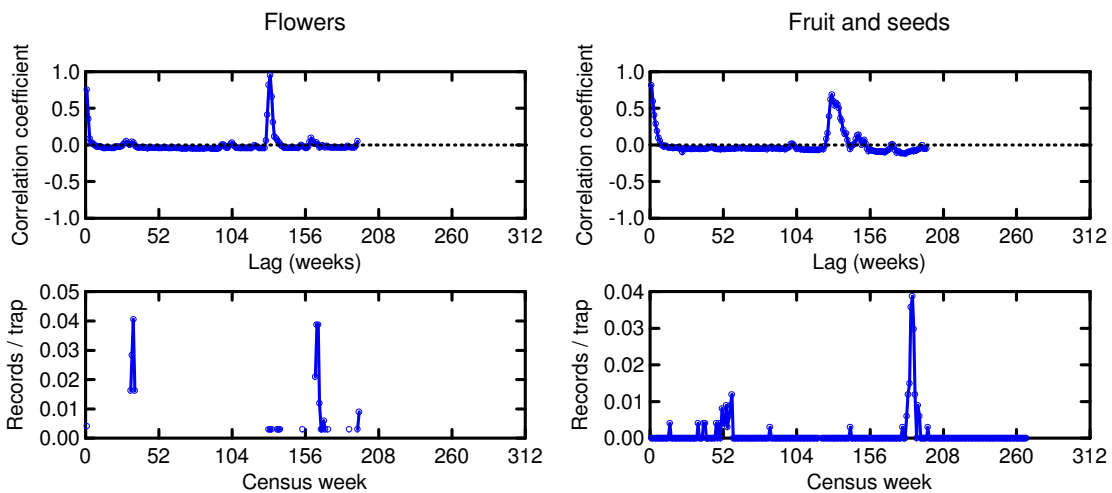 Flowers
Fruit and seeds
Correlation coefficient
1.0
0.5
0.0
-0.5
-1.0
0 52 104 156 208 260 312
Lag (weeks)
Correlation coefficient
1.0
0.5
0.0
-0.5
-1.0
0 52 104 156 208 260 312
Lag (weeks)
Records / trap
0.05
0.04
0.03
0.02
0.01
0.00
0 52 104 156 208 260 312
Census week
Records / trap
0.04
0.03
0.02
0.01
0.00
0 52 104 156 208 260 312
Census week